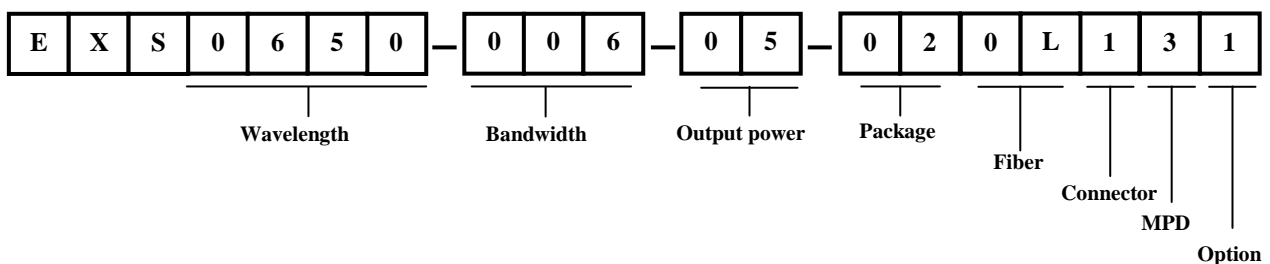 E X S 0 6 5 0 – 0 0 6 – 0 5 – 0 2 0 L 1 3 1
Wavelength Bandwidth Output power Package
Fiber
Connector
MPD
Option